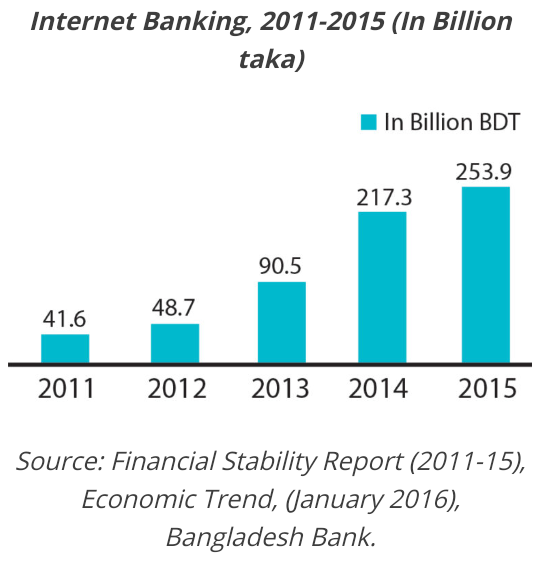 Internet Banking, 2011-2015 (In Billion
taka)
In Billion BDT
253.9
217.3
90.5
48.7
41.6
2011 2012 2013 2014 2015
Source: Financial Stability Report (2011-15),
Economic Trend, (January 2016),
Bangladesh Bank.